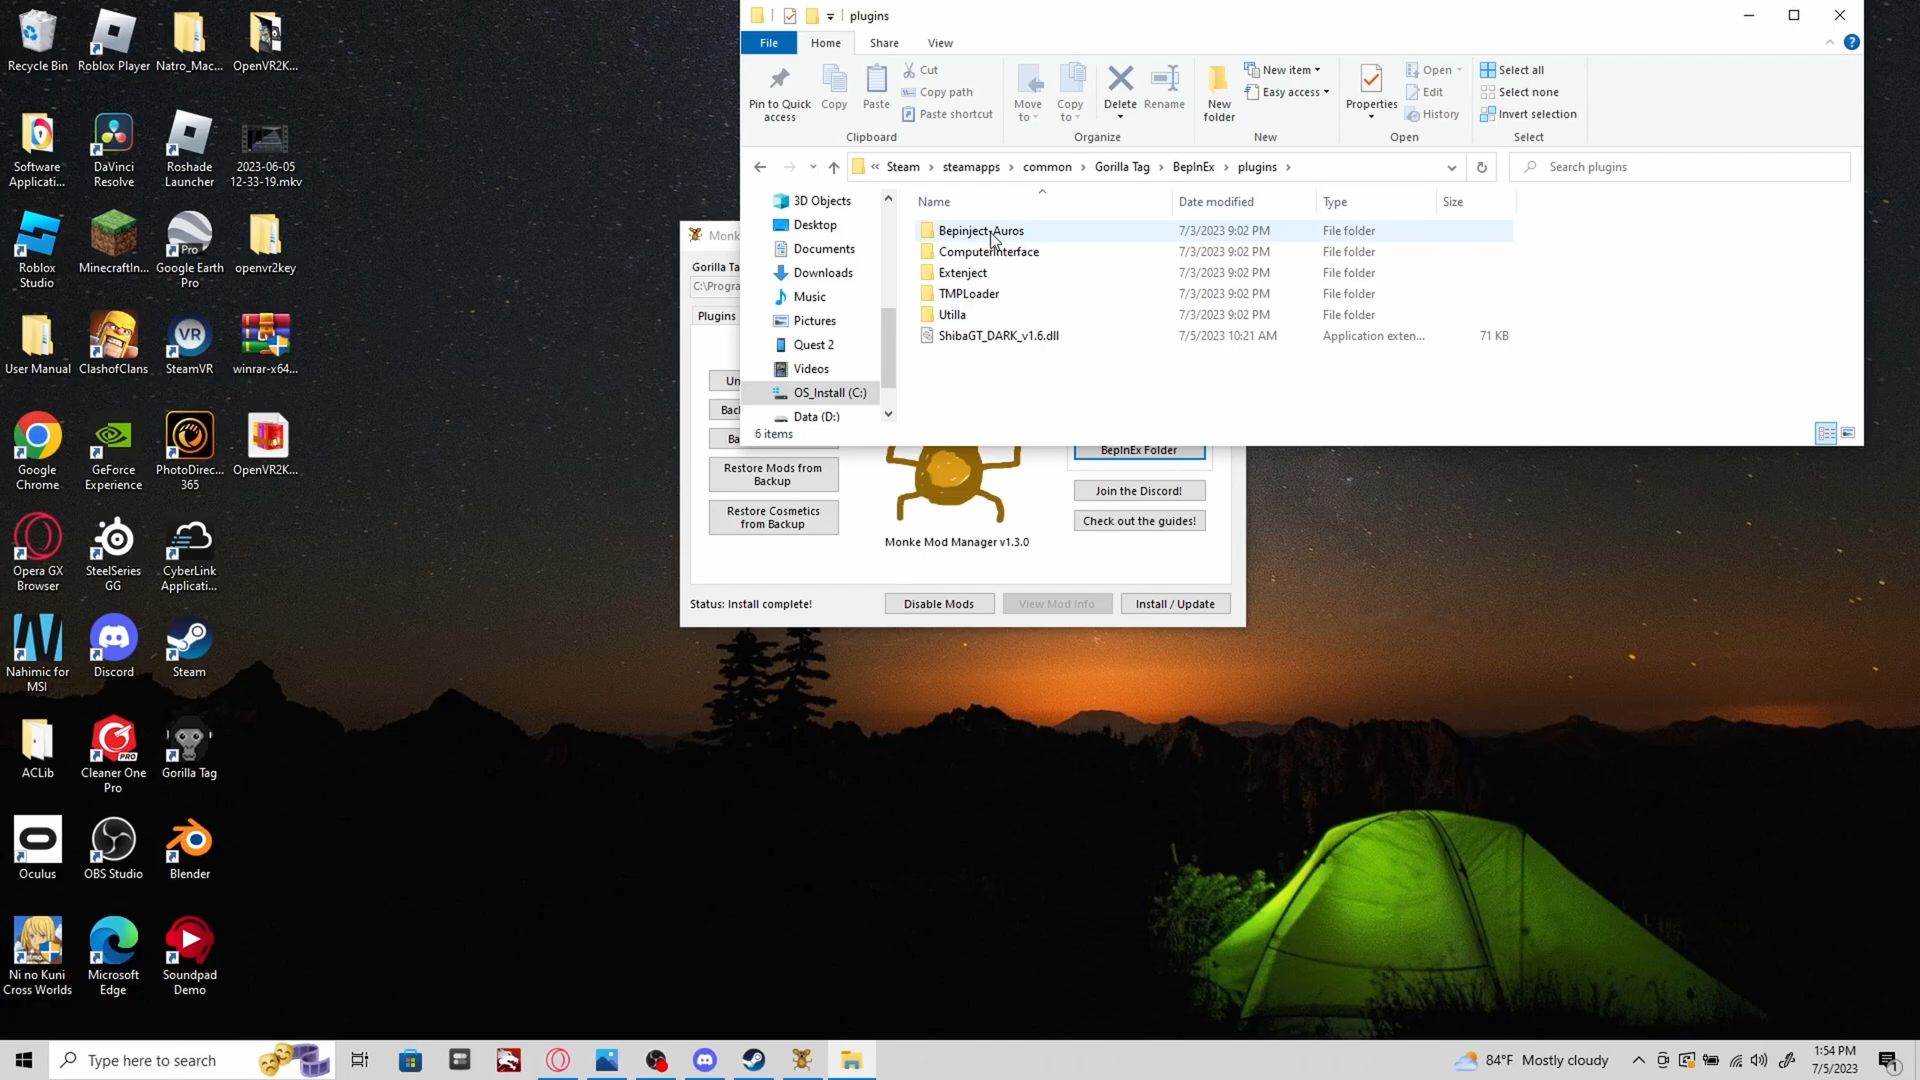 Recycle Bin
Roblox Player
Natro_Mac...
OpenVR2K...
Software
Applicati...
DaVinci
Resolve
Roshade
Launcher
2023-06-05
12-33-19.mkv
Roblox
Studio
MinecraftIn...
Google Earth
Pro
openvr2key
User Manual
ClashofClans
SteamVR
winrar-x64...
Google
Chrome
GeForce
Experience
PhotoDirec...
365
OpenVR2K...
Opera GX
Browser
SteelSeries
GG
CyberLink
Applicati...
Nahimic for
MSI
Discord
Steam
ACLib
Cleaner One
Pro
Gorilla Tag
Oculus
OBS Studio
Blender
Ni no Kuni
Cross Worlds
Microsoft
Edge
Soundpad
Demo
plugins
File
Home
Share
View
Pin to Quick
access
Copy
Paste
Cut
Copy path
Paste shortcut
Clipboard
Move
to
Copy
to
Delete
Rename
Organize
New
folder
New item
Easy access
New
Properties
Open
Edit
History
Open
Select all
Select none
Invert selection
Select
« Steam › steamapps › common › Gorilla Tag › BepInEx › plugins ›
Search plugins
3D Objects
Desktop
Documents
Downloads
Music
Pictures
Quest 2
Videos
OS_Install (C:)
Data (D:)
Name Date modified Type Size
Bepinject-Auros 7/3/2023 9:02 PM File folder
ComputerInterface 7/3/2023 9:02 PM File folder
Extenject 7/3/2023 9:02 PM File folder
TMPLoader 7/3/2023 9:02 PM File folder
Utilla 7/3/2023 9:02 PM File folder
ShibaGT_DARK_v1.6.dll 7/5/2023 10:21 AM Application exten... 71 KB
6 items
Monke
Gorilla Ta
C:\Progra
Plugins
Un
Bac
Ba
Restore Mods from
Backup
Restore Cosmetics
from Backup
Monke Mod Manager v1.3.0
BepInEx Folder
Join the Discord!
Check out the guides!
Status: Install complete!
Disable Mods
View Mod Info
Install / Update
Type here to search
84°F Mostly cloudy
1:54 PM
7/5/2023
1